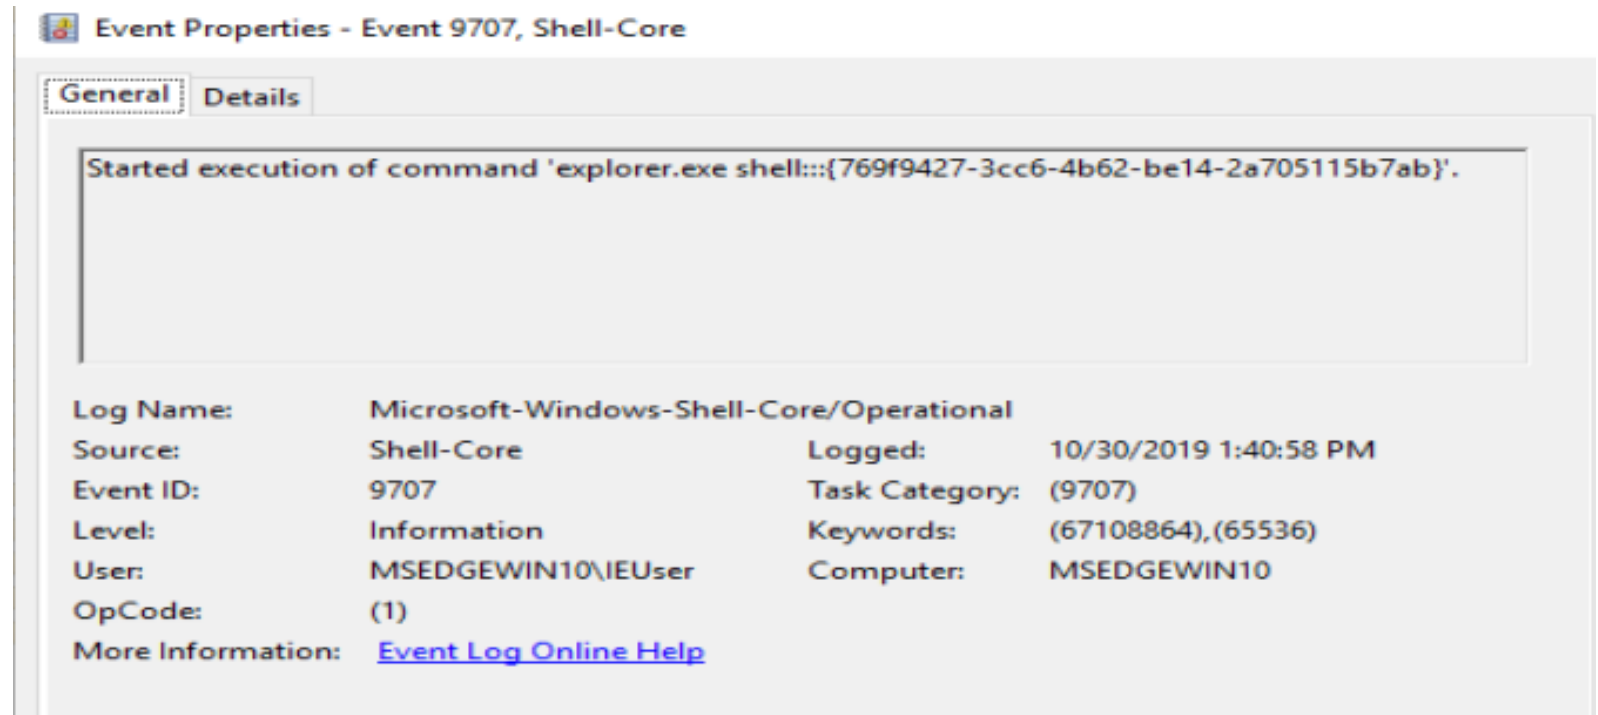 Event Properties - Event 9707, Shell-Core
General Details
Started execution of command 'explorer.exe shell:::{769f9427-3cc6-4b62-be14-2a705115b7ab}'.
Log Name: Microsoft-Windows-Shell-Core/Operational
Source: Shell-Core Logged: 10/30/2019 1:40:58 PM
Event ID: 9707 Task Category: (9707)
Level: Information Keywords: (67108864),(65536)
User: MSEDGEWIN10\IEUser Computer: MSEDGEWIN10
OpCode: (1)
More Information: Event Log Online Help